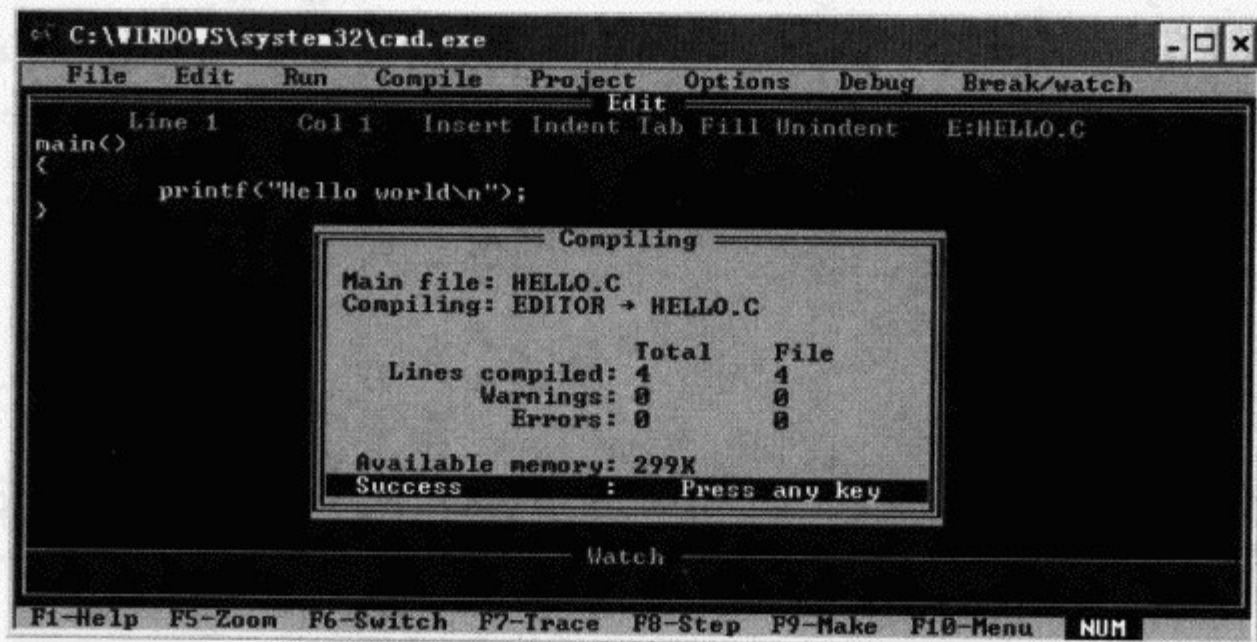 C:\WINDOWS\system32\cmd.exe
File Edit Run Compile Project Options Debug Break/watch
Edit
Line 1 Col 1 Insert Indent Tab Fill Unindent E:HELLO.C
main()
{
printf("Hello world\n");
}
Compiling
Main file: HELLO.C
Compiling: EDITOR → HELLO.C
Total File
Lines compiled: 4 4
Warnings: 0 0
Errors: 0 0
Available memory: 299K
Success : Press any key
Watch
F1-Help F5-Zoom F6-Switch F7-Trace F8-Step F9-Make F10-Menu NUM